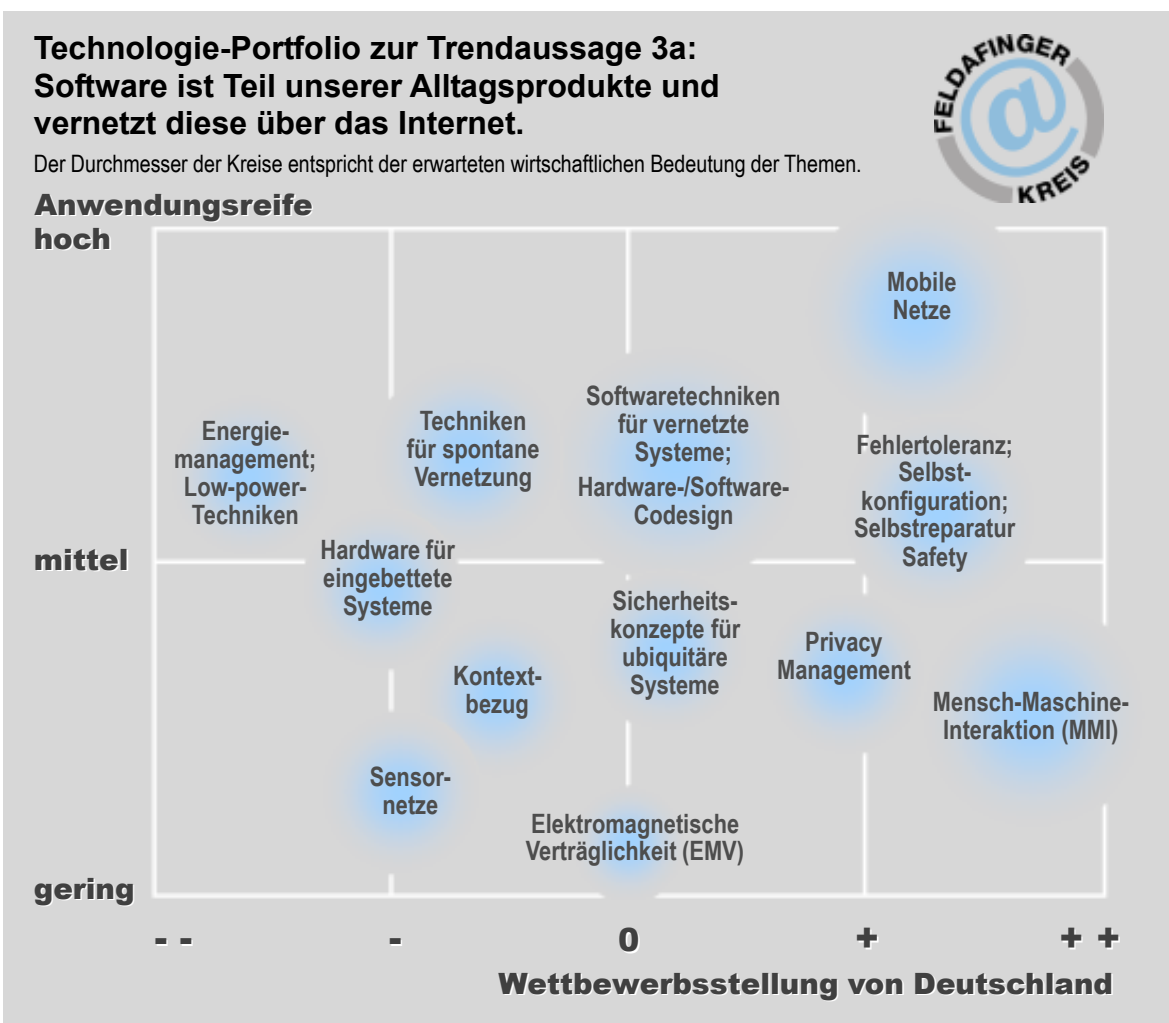 Technologie-Portfolio zur Trendaussage 3a:
Software ist Teil unserer Alltagsprodukte und
vernetzt diese über das Internet.
Der Durchmesser der Kreise entspricht der erwarteten wirtschaftlichen Bedeutung der Themen.
FELDAFINGER
@
KREIS
Anwendungsreife
hoch
Mobile
Netze
Energie-
management;
Low-power-
Techniken
Techniken
für spontane
Vernetzung
Softwaretechniken
für vernetzte
Systeme;
Hardware-/Software-
Codesign
Fehlertoleranz;
Selbst-
konfiguration;
Selbstreparatur
Safety
mittel
Hardware für
eingebettete
Systeme
Sicherheits-
konzepte für
ubiquitäre
Systeme
Privacy
Management
Kontext-
bezug
Mensch-Maschine-
Interaktion (MMI)
Sensor-
netze
Elektromagnetische
Verträglichkeit (EMV)
gering
- - - 0 + + +
Wettbewerbsstellung von Deutschland